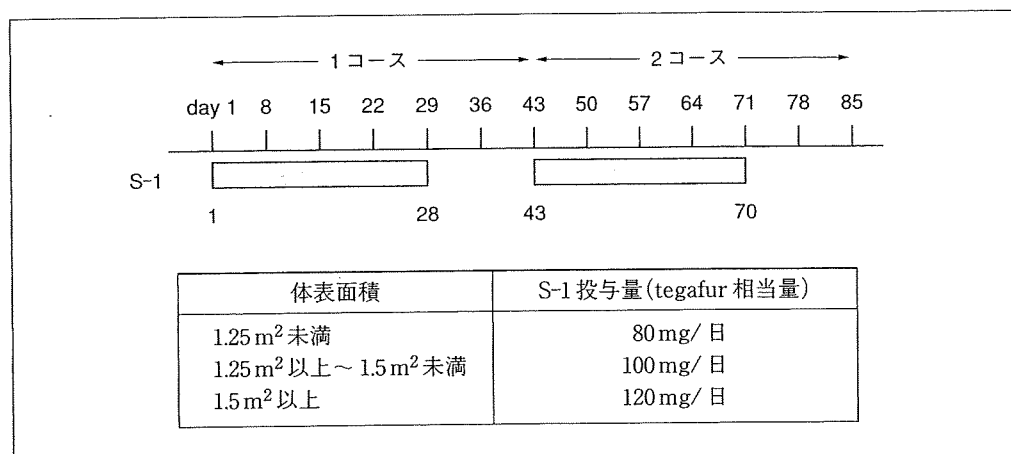 1 コース 2 コース
day 1 8 15 22 29 36 43 50 57 64 71 78 85
S-1
1 28 43 70
体表面積 S-1 投与量(tegafur 相当量)
1.25 m² 未満 80 mg/ 日
1.25 m² 以上〜 1.5 m² 未満 100 mg/ 日
1.5 m² 以上 120 mg/ 日